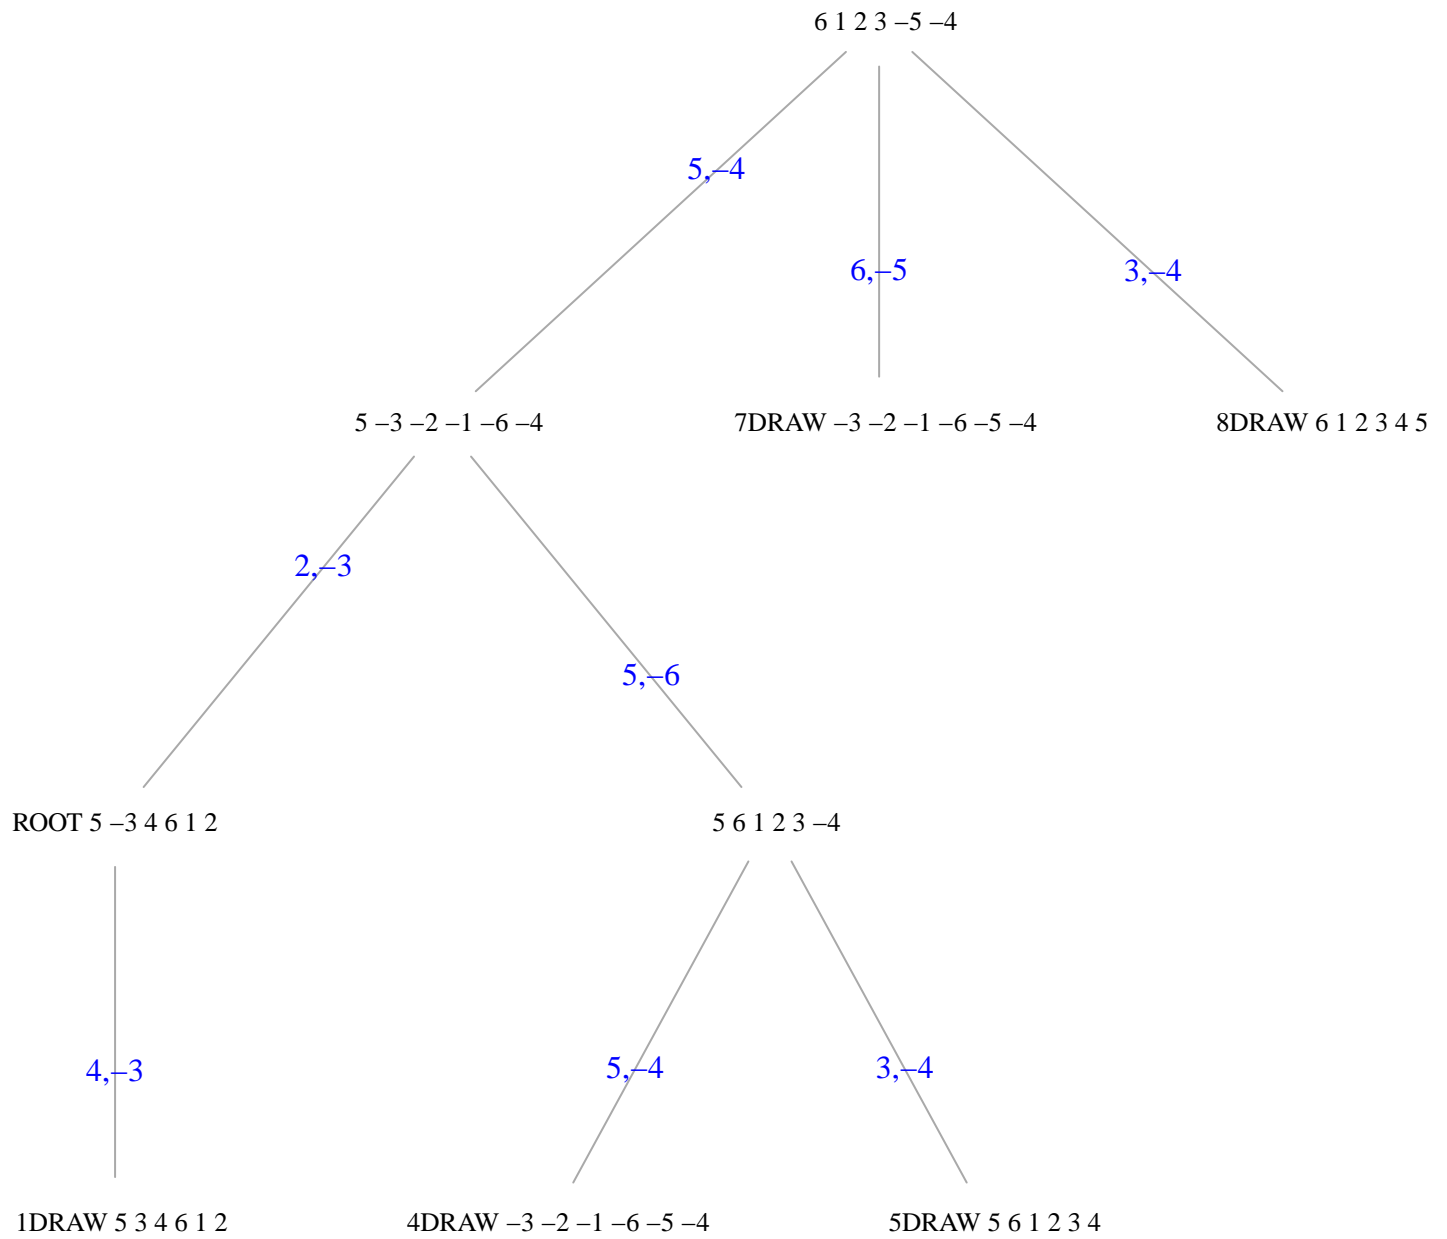 6 1 2 3 –5 –4
5,–4
6,–5
3,–4
5 –3 –2 –1 –6 –4
7DRAW –3 –2 –1 –6 –5 –4
8DRAW 6 1 2 3 4 5
2,–3
5,–6
ROOT 5 –3 4 6 1 2
5 6 1 2 3 –4
4,–3
5,–4
3,–4
1DRAW 5 3 4 6 1 2
4DRAW –3 –2 –1 –6 –5 –4
5DRAW 5 6 1 2 3 4